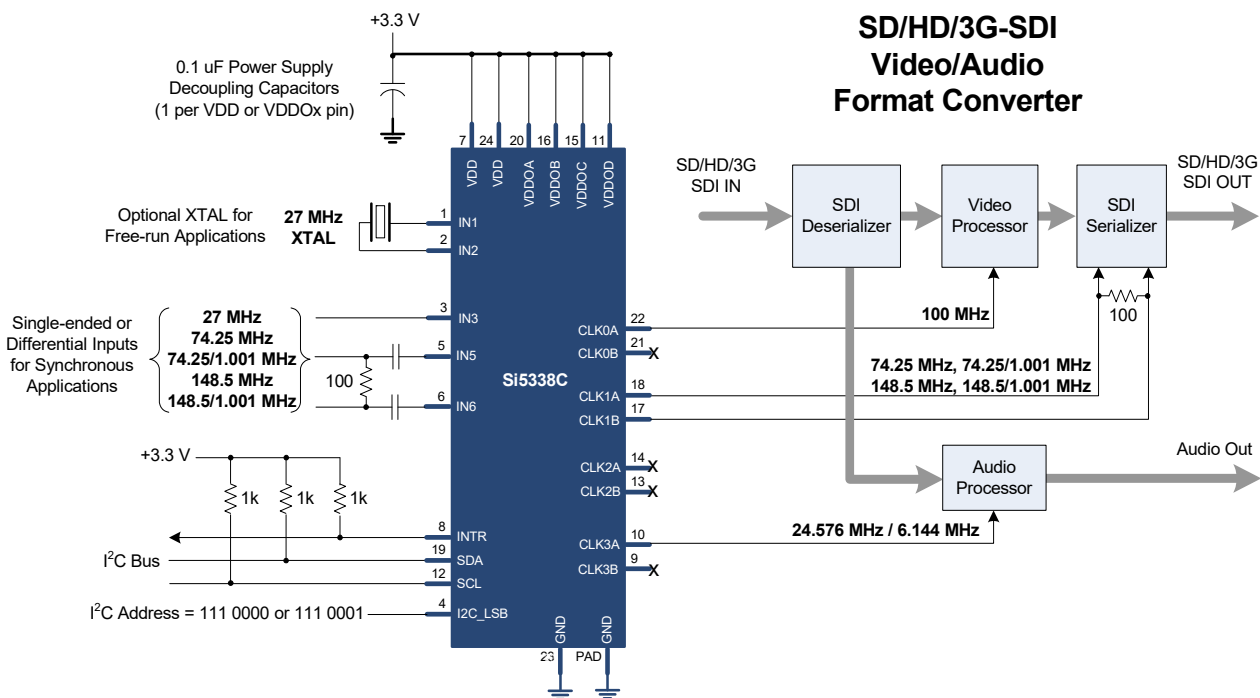 +3.3 V
SD/HD/3G-SDI
Video/Audio
Format Converter
0.1 uF Power Supply
Decoupling Capacitors
(1 per VDD or VDDOx pin)
7
24
20
16
15
11
VDD
VDD
VDDOA
VDDOB
VDDOC
VDDOD
Optional XTAL for
Free-run Applications
27 MHz
XTAL
1
IN1
2
IN2
Single-ended or
Differential Inputs
for Synchronous
Applications
27 MHz
74.25 MHz
74.25/1.001 MHz
148.5 MHz
148.5/1.001 MHz
100
3
IN3
5
IN5
6
IN6
Si5338C
+3.3 V
1k
1k
1k
8
INTR
I²C Bus
19
SDA
12
SCL
I²C Address = 111 0000 or 111 0001
4
I2C_LSB
GND
GND
23
PAD
22
CLK0A
21
CLK0B
X
18
CLK1A
17
CLK1B
14
CLK2A
X
13
CLK2B
X
10
CLK3A
9
CLK3B
X
SD/HD/3G
SDI IN
SDI
Deserializer
Video
Processor
SDI
Serializer
SD/HD/3G
SDI OUT
100 MHz
100
74.25 MHz, 74.25/1.001 MHz
148.5 MHz, 148.5/1.001 MHz
Audio
Processor
Audio Out
24.576 MHz / 6.144 MHz